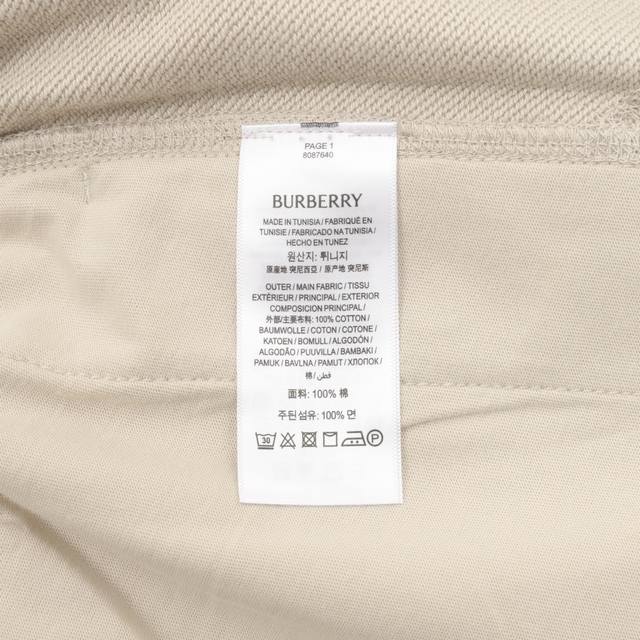 PAGE 1
8087640
BURBERRY
MADE IN TUNISIA / FABRIQUÉ EN
TUNISIE / FABRICADO NA TUNISIA /
HECHO EN TUNEZ
원산지: 튀니지
原産地 突尼西亞 / 原产地 突尼斯
OUTER / MAIN FABRIC / TISSU
EXTÉRIEUR / PRINCIPAL / EXTERIOR
COMPOSICION PRINCIPAL /
外部/主要布料: 100% COTTON /
BAUMWOLLE / COTON / COTONE /
KATOEN / BOMULL / ALGODÓN /
ALGODÃO / PUUVILLA / BAMBAKI /
PAMUK / BAVLNA / PAMUT / ХЛОПОК /
棉 / قطن /
面料: 100% 棉
주된 섬유: 100% 면
30 P